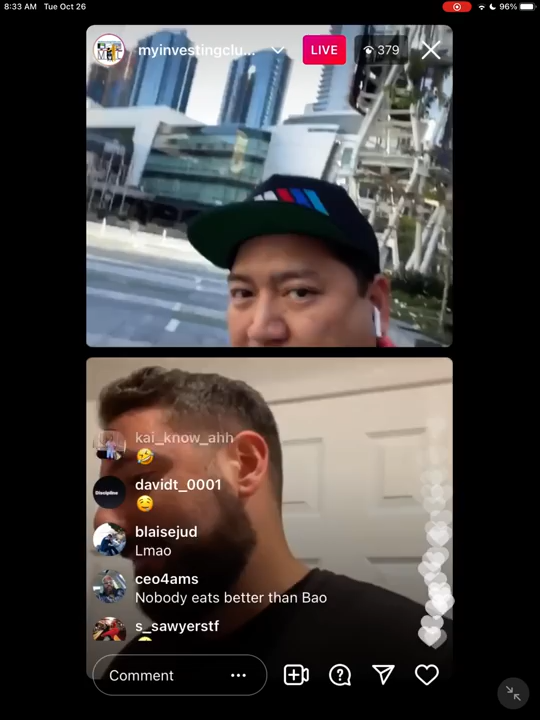 8:33 AM Tue Oct 26
96%
myinvestingclu...
LIVE
379
kai_know_ahh
🤣
davidt_0001
🤤
blaisejud
Lmao
ceo4ams
Nobody eats better than Bao
s_sawyerstf
Comment